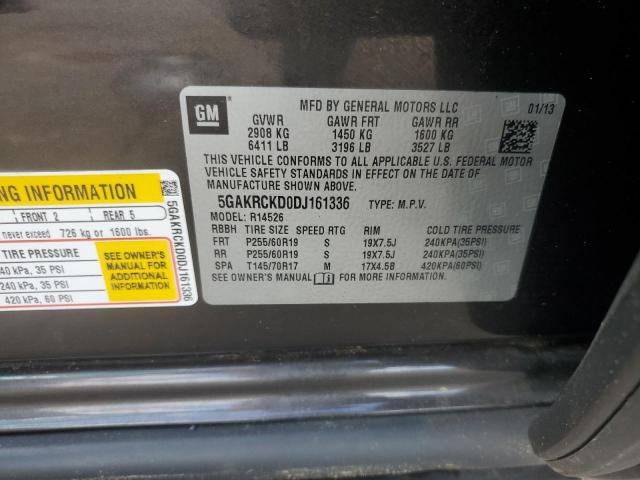 GM
MFD BY GENERAL MOTORS LLC 01/13
GVWR GAWR FRT GAWR RR
2908 KG 1450 KG 1600 KG
6411 LB 3196 LB 3527 LB
THIS VEHICLE CONFORMS TO ALL APPLICABLE U.S. FEDERAL MOTOR
VEHICLE SAFETY STANDARDS IN EFFECT ON THE DATE OF
MANUFACTURE SHOWN ABOVE.
5GAKRCKD0DJ161336 TYPE: M.P.V.
MODEL: R14526
RBBH TIRE SIZE SPEED RTG RIM COLD TIRE PRESSURE
FRT P255/60R19 S 19X7.5J 240KPA(35PSI)
RR P255/60R19 S 19X7.5J 240KPA(35PSI)
SPA T145/70R17 M 17X4.5B 420KPA(60PSI)
SEE OWNER'S MANUAL FOR MORE INFORMATION.
NG INFORMATION
FRONT 2 REAR 5
never exceed 726 kg or 1600 lbs.
TIRE PRESSURE
40 kPa, 35 PSI
240 kPa, 35 PSI
420 kPa, 60 PSI
SEE OWNER'S
MANUAL FOR
ADDITIONAL
INFORMATION
5GAKRCKD0DJ161336